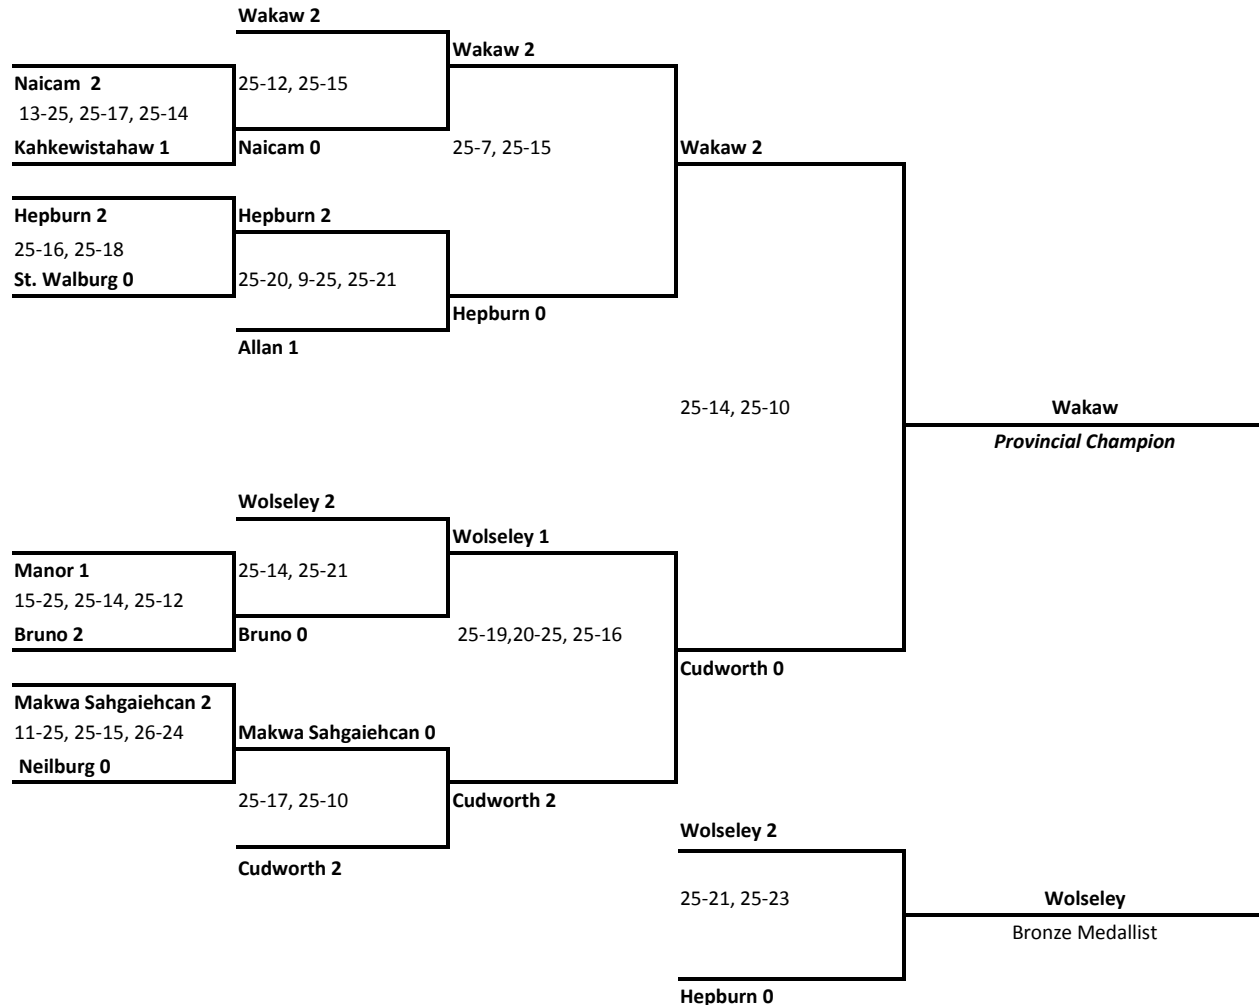 Wakaw 2
Wakaw 2
Naicam  2
25-12, 25-15
13-25, 25-17, 25-14
Kahkewistahaw 1
Naicam 0
25-7, 25-15
Wakaw 2
Hepburn 2
Hepburn 2
25-16, 25-18
St. Walburg 0
25-20, 9-25, 25-21
Hepburn 0
Allan 1
25-14, 25-10
Wakaw
Provincial Champion
Wolseley 2
Wolseley 1
Manor 1
25-14, 25-21
15-25, 25-14, 25-12
Bruno 2
Bruno 0
25-19,20-25, 25-16
Cudworth 0
Makwa Sahgaiehcan 2
11-25, 25-15, 26-24
Makwa Sahgaiehcan 0
Neilburg 0
25-17, 25-10
Cudworth 2
Wolseley 2
Cudworth 2
25-21, 25-23
Wolseley
Bronze Medallist
Hepburn 0